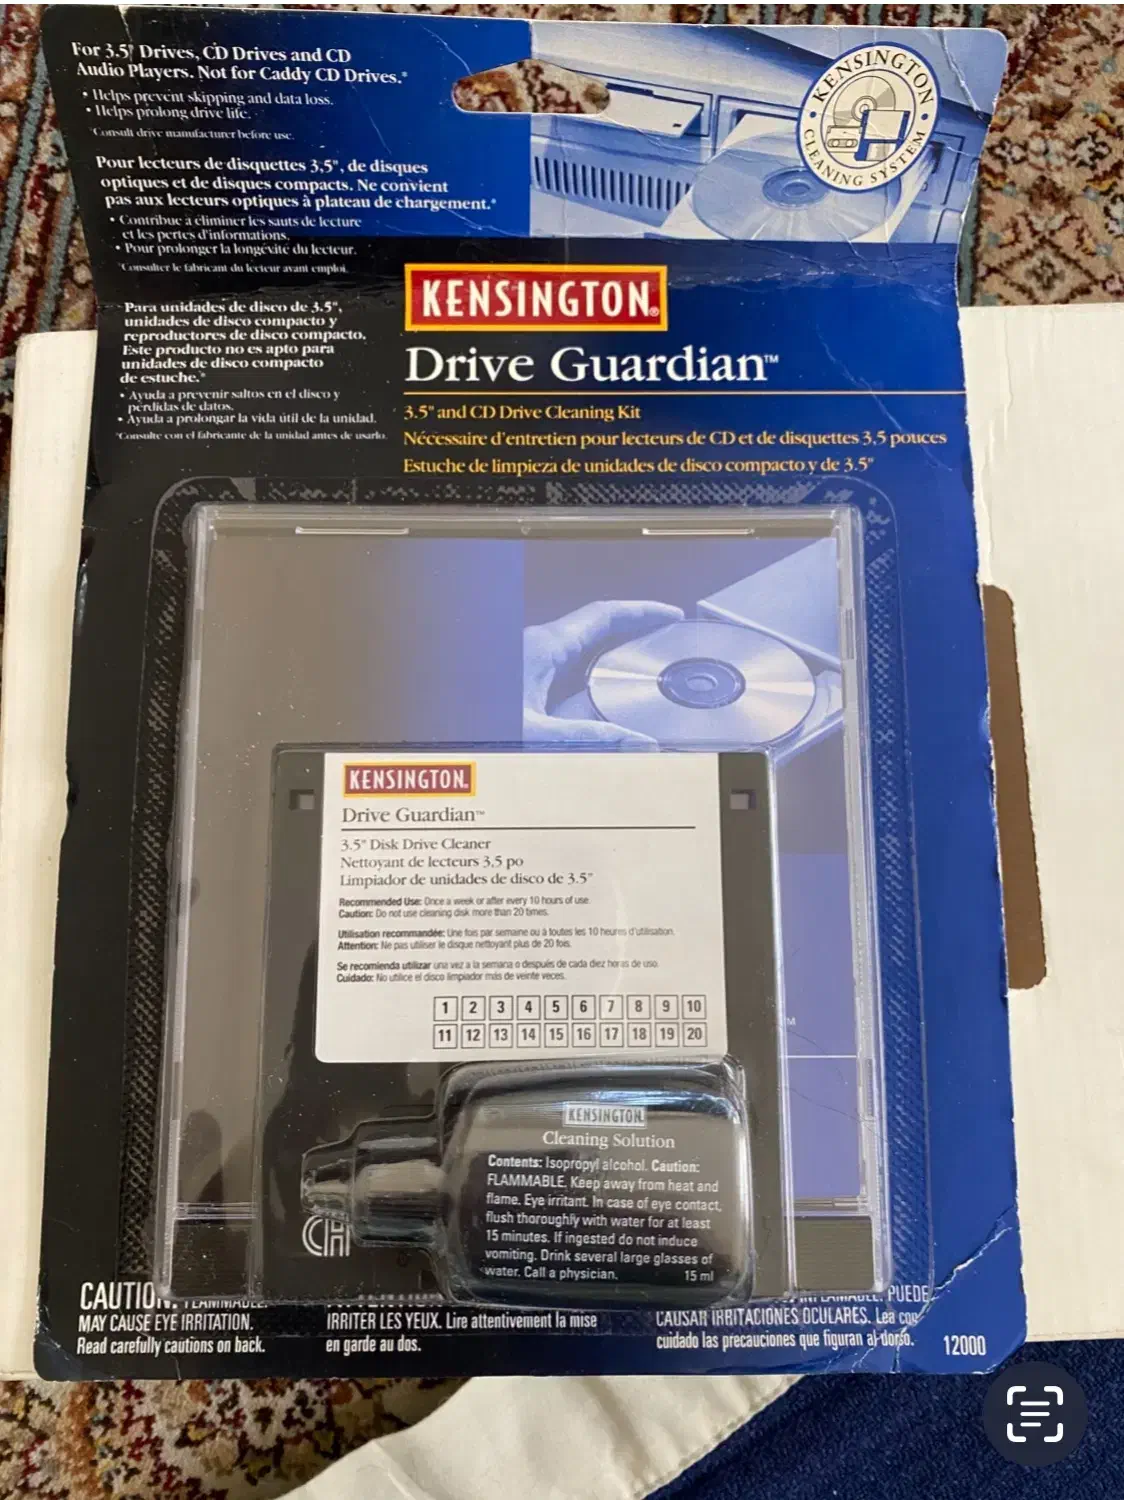 For 3.5" Drives, CD Drives and CD
Audio Players. Not for Caddy CD Drives.*
• Helps prevent skipping and data loss.
• Helps prolong drive life.
*Consult drive manufacturer before use.
Pour lecteurs de disquettes 3,5", de disques
optiques et de disques compacts. Ne convient
pas aux lecteurs optiques à plateau de chargement.*
• Contribue à éliminer les sauts de lecture
et les pertes d'informations.
• Pour prolonger la longévité du lecteur.
*Consulter le fabricant du lecteur avant emploi.
Para unidades de disco de 3.5",
unidades de disco compacto y
reproductores de disco compacto.
Este producto no es apto para
unidades de disco compacto
de estuche.*
• Ayuda a prevenir saltos en el disco y
pérdidas de datos.
• Ayuda a prolongar la vida útil de la unidad.
*Consulte con el fabricante de la unidad antes de usarlo.
KENSINGTON
CLEANING SYSTEM
KENSINGTON®
Drive Guardian™
3.5" and CD Drive Cleaning Kit
Nécessaire d'entretien pour lecteurs de CD et de disquettes 3,5 pouces
Estuche de limpieza de unidades de disco compacto y de 3.5"
KENSINGTON®
Drive Guardian™
3.5" Disk Drive Cleaner
Nettoyant de lecteurs 3,5 po
Limpiador de unidades de disco de 3.5"
Recommended Use: Once a week or after every 10 hours of use.
Caution: Do not use cleaning disk more than 20 times.
Utilisation recommandée: Une fois par semaine ou à toutes les 10 heures d'utilisation.
Attention: Ne pas utiliser le disque nettoyant plus de 20 fois.
Se recomienda utilizar una vez a la semana o después de cada diez horas de uso.
Cuidado: No utilice el disco limpiador más de veinte veces.
1 2 3 4 5 6 7 8 9 10
11 12 13 14 15 16 17 18 19 20
™
KENSINGTON®
Cleaning Solution
Contents: Isopropyl alcohol. Caution:
FLAMMABLE. Keep away from heat and
flame. Eye irritant. In case of eye contact,
flush thoroughly with water for at least
15 minutes. If ingested do not induce
vomiting. Drink several large glasses of
water. Call a physician. 15 ml
CAUTION: FLAMMABLE.
MAY CAUSE EYE IRRITATION.
Read carefully cautions on back.
IRRITER LES YEUX. Lire attentivement la mise
en garde au dos.
PUEDE
CAUSAR IRRITACIONES OCULARES. Lea con
cuidado las precauciones que figuran al dorso.
12000